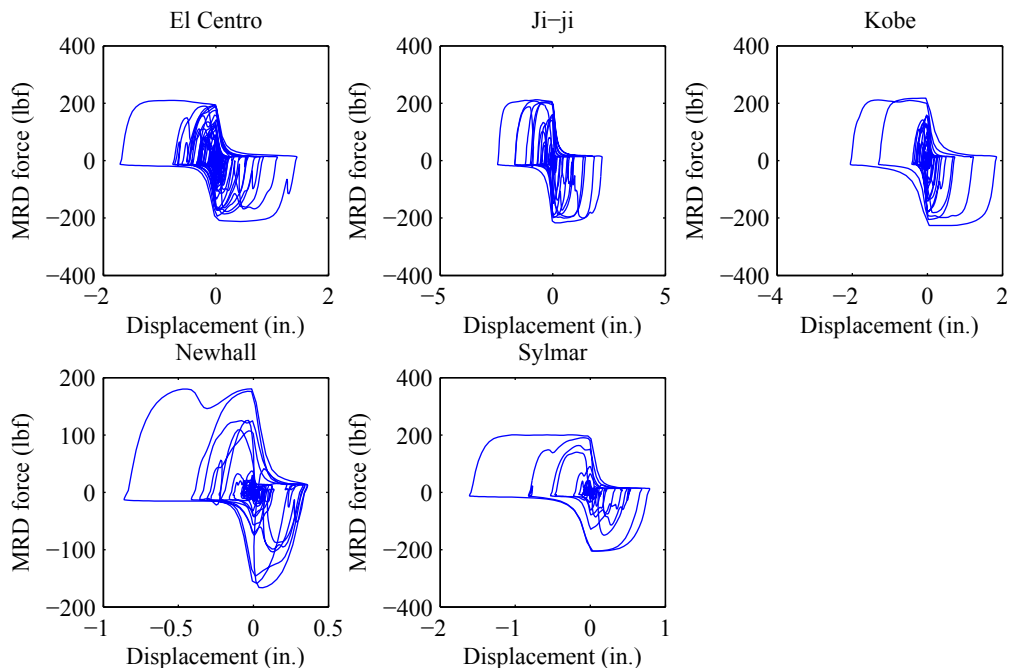 El Centro
400
200
0
−200
−400
−2
0
2
MRD force (lbf)
Displacement (in.)
Ji−ji
400
200
0
−200
−400
−5
0
5
MRD force (lbf)
Displacement (in.)
Kobe
400
200
0
−200
−400
−4
−2
0
2
MRD force (lbf)
Displacement (in.)
Newhall
200
100
0
−100
−200
−1
−0.5
0
0.5
MRD force (lbf)
Displacement (in.)
Sylmar
400
200
0
−200
−400
−2
−1
0
1
MRD force (lbf)
Displacement (in.)